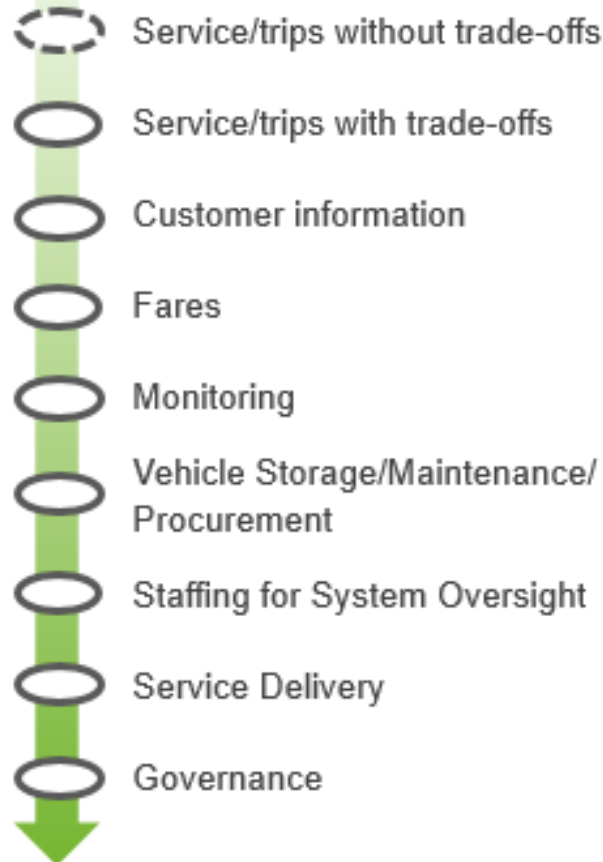 Service/trips without trade-offs
Service/trips with trade-offs
Customer information
Fares
Monitoring
Vehicle Storage/Maintenance/
Procurement
Staffing for System Oversight
Service Delivery
Governance